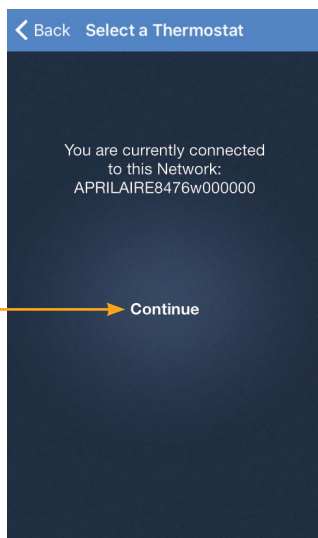 Back Select a Thermostat
You are currently connected
to this Network:
APRILAIRE8476w000000
Continue